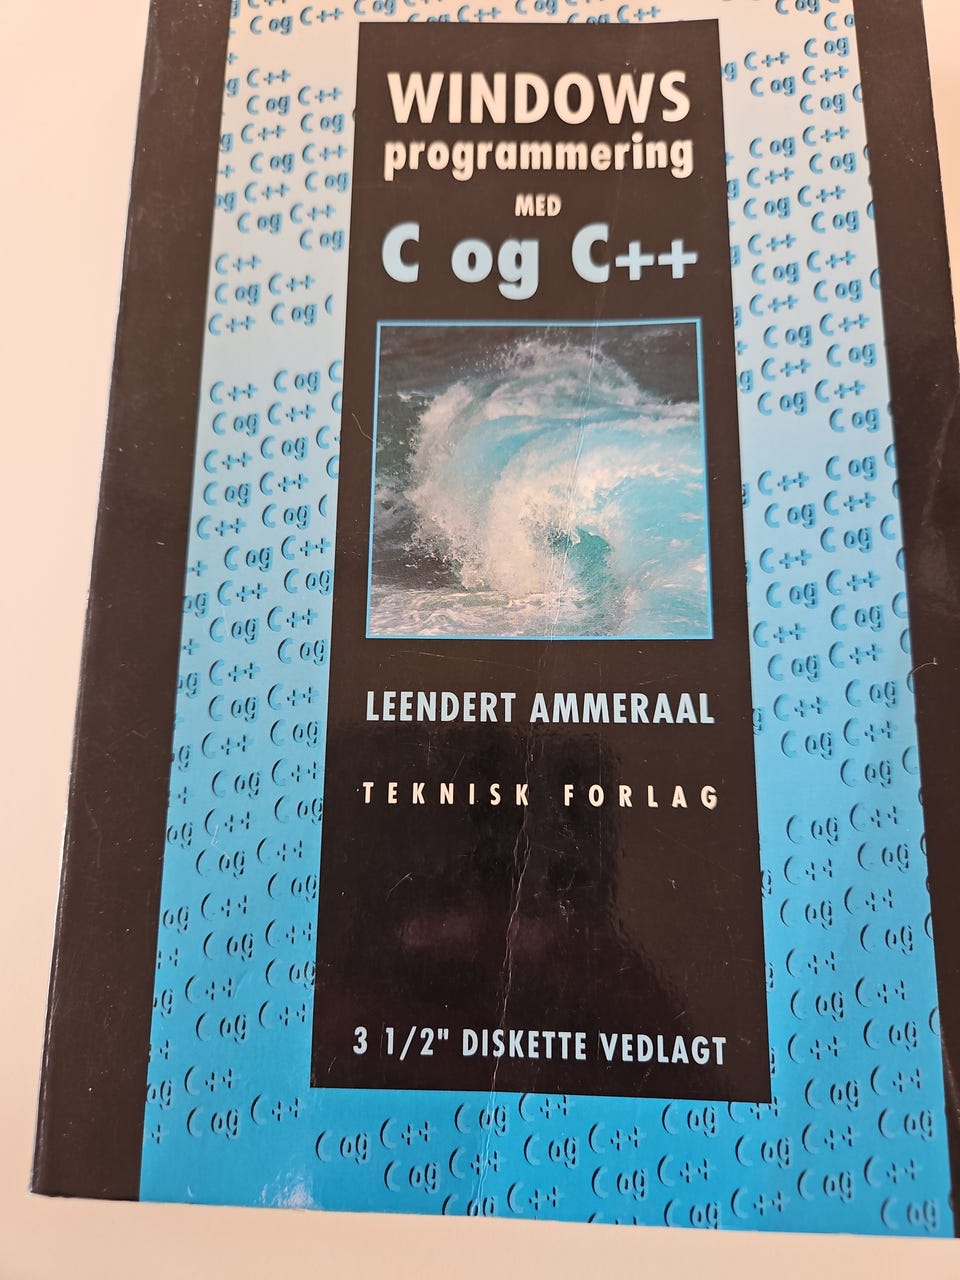 WINDOWS
programmering
MED
C og C++
LEENDERT AMMERAAL
TEKNISK FORLAG
3 1/2" DISKETTE VEDLAGT